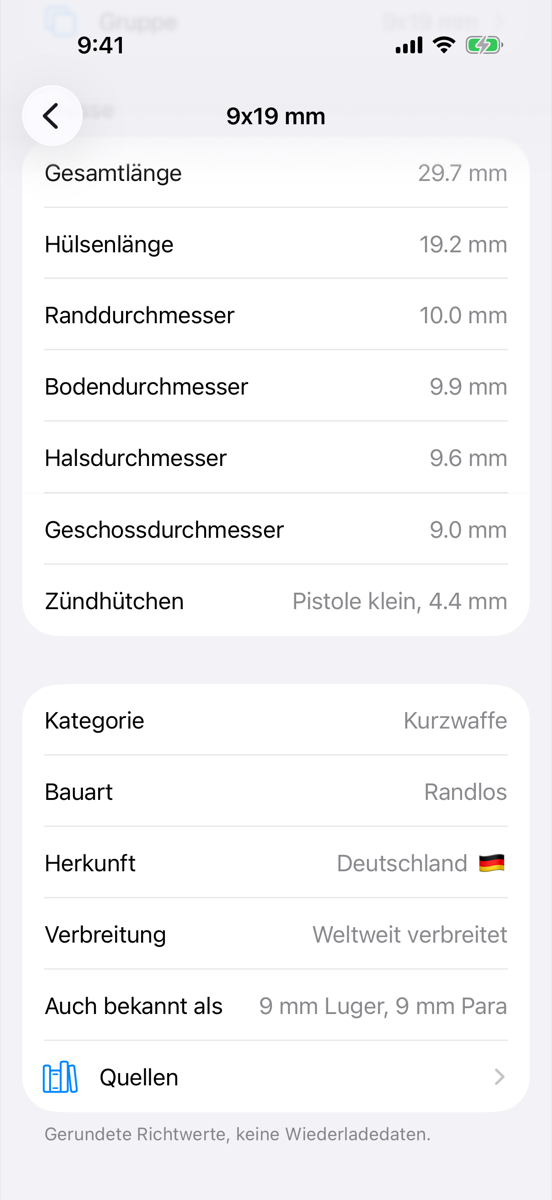 Gruppe
9x19 mm
9:41
9x19 mm
Gesamtlänge 29.7 mm
Hülsenlänge 19.2 mm
Randdurchmesser 10.0 mm
Bodendurchmesser 9.9 mm
Halsdurchmesser 9.6 mm
Geschossdurchmesser 9.0 mm
Zündhütchen Pistole klein, 4.4 mm
Kategorie Kurzwaffe
Bauart Randlos
Herkunft Deutschland
Verbreitung Weltweit verbreitet
Auch bekannt als 9 mm Luger, 9 mm Para
Quellen
Gerundete Richtwerte, keine Wiederladedaten.